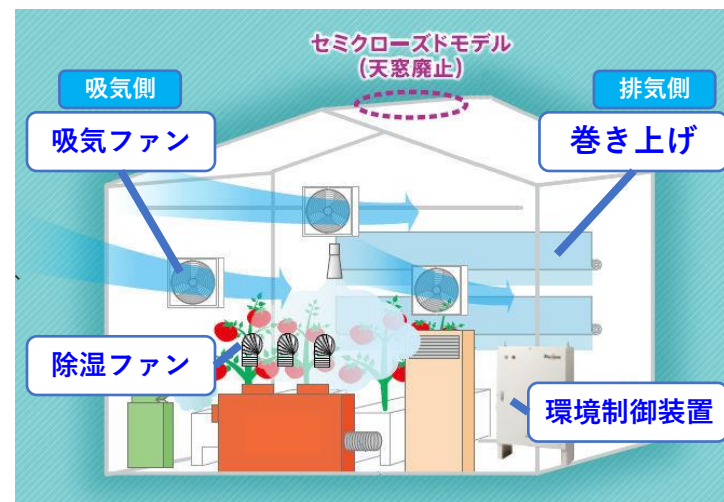 セミクローズドモデル
(天窓廃止)
吸気側
排気側
吸気ファン
巻き上げ
除湿ファン
環境制御装置